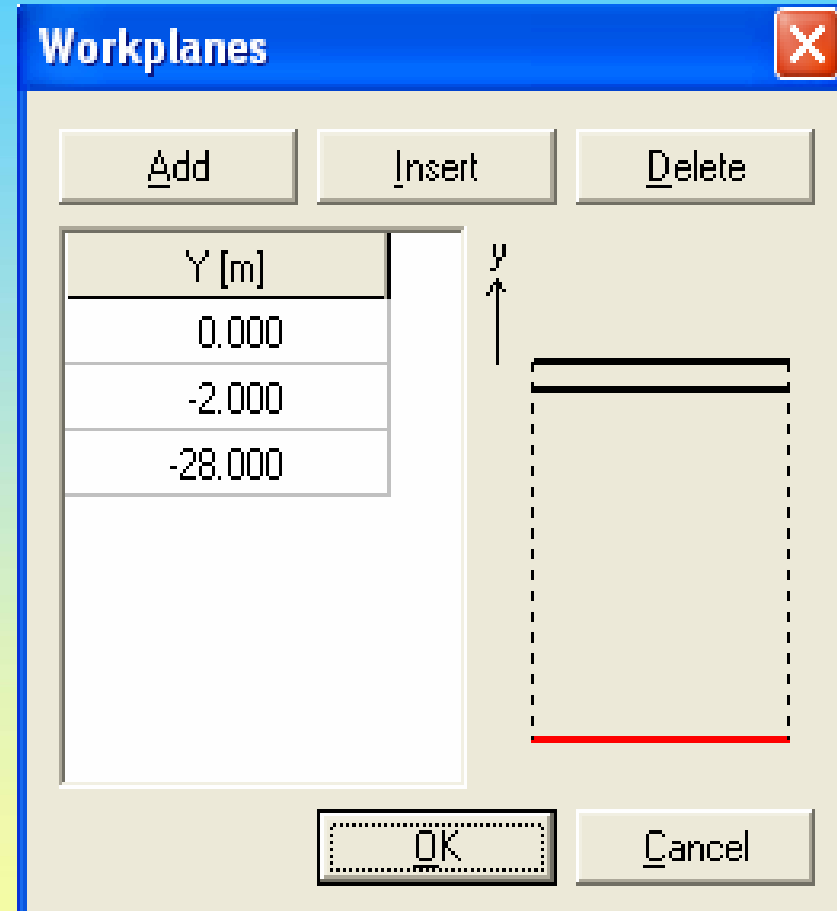 Workplanes
Add Insert Delete
Y [m]
y
0.000
-2.000
-28.000
OK Cancel